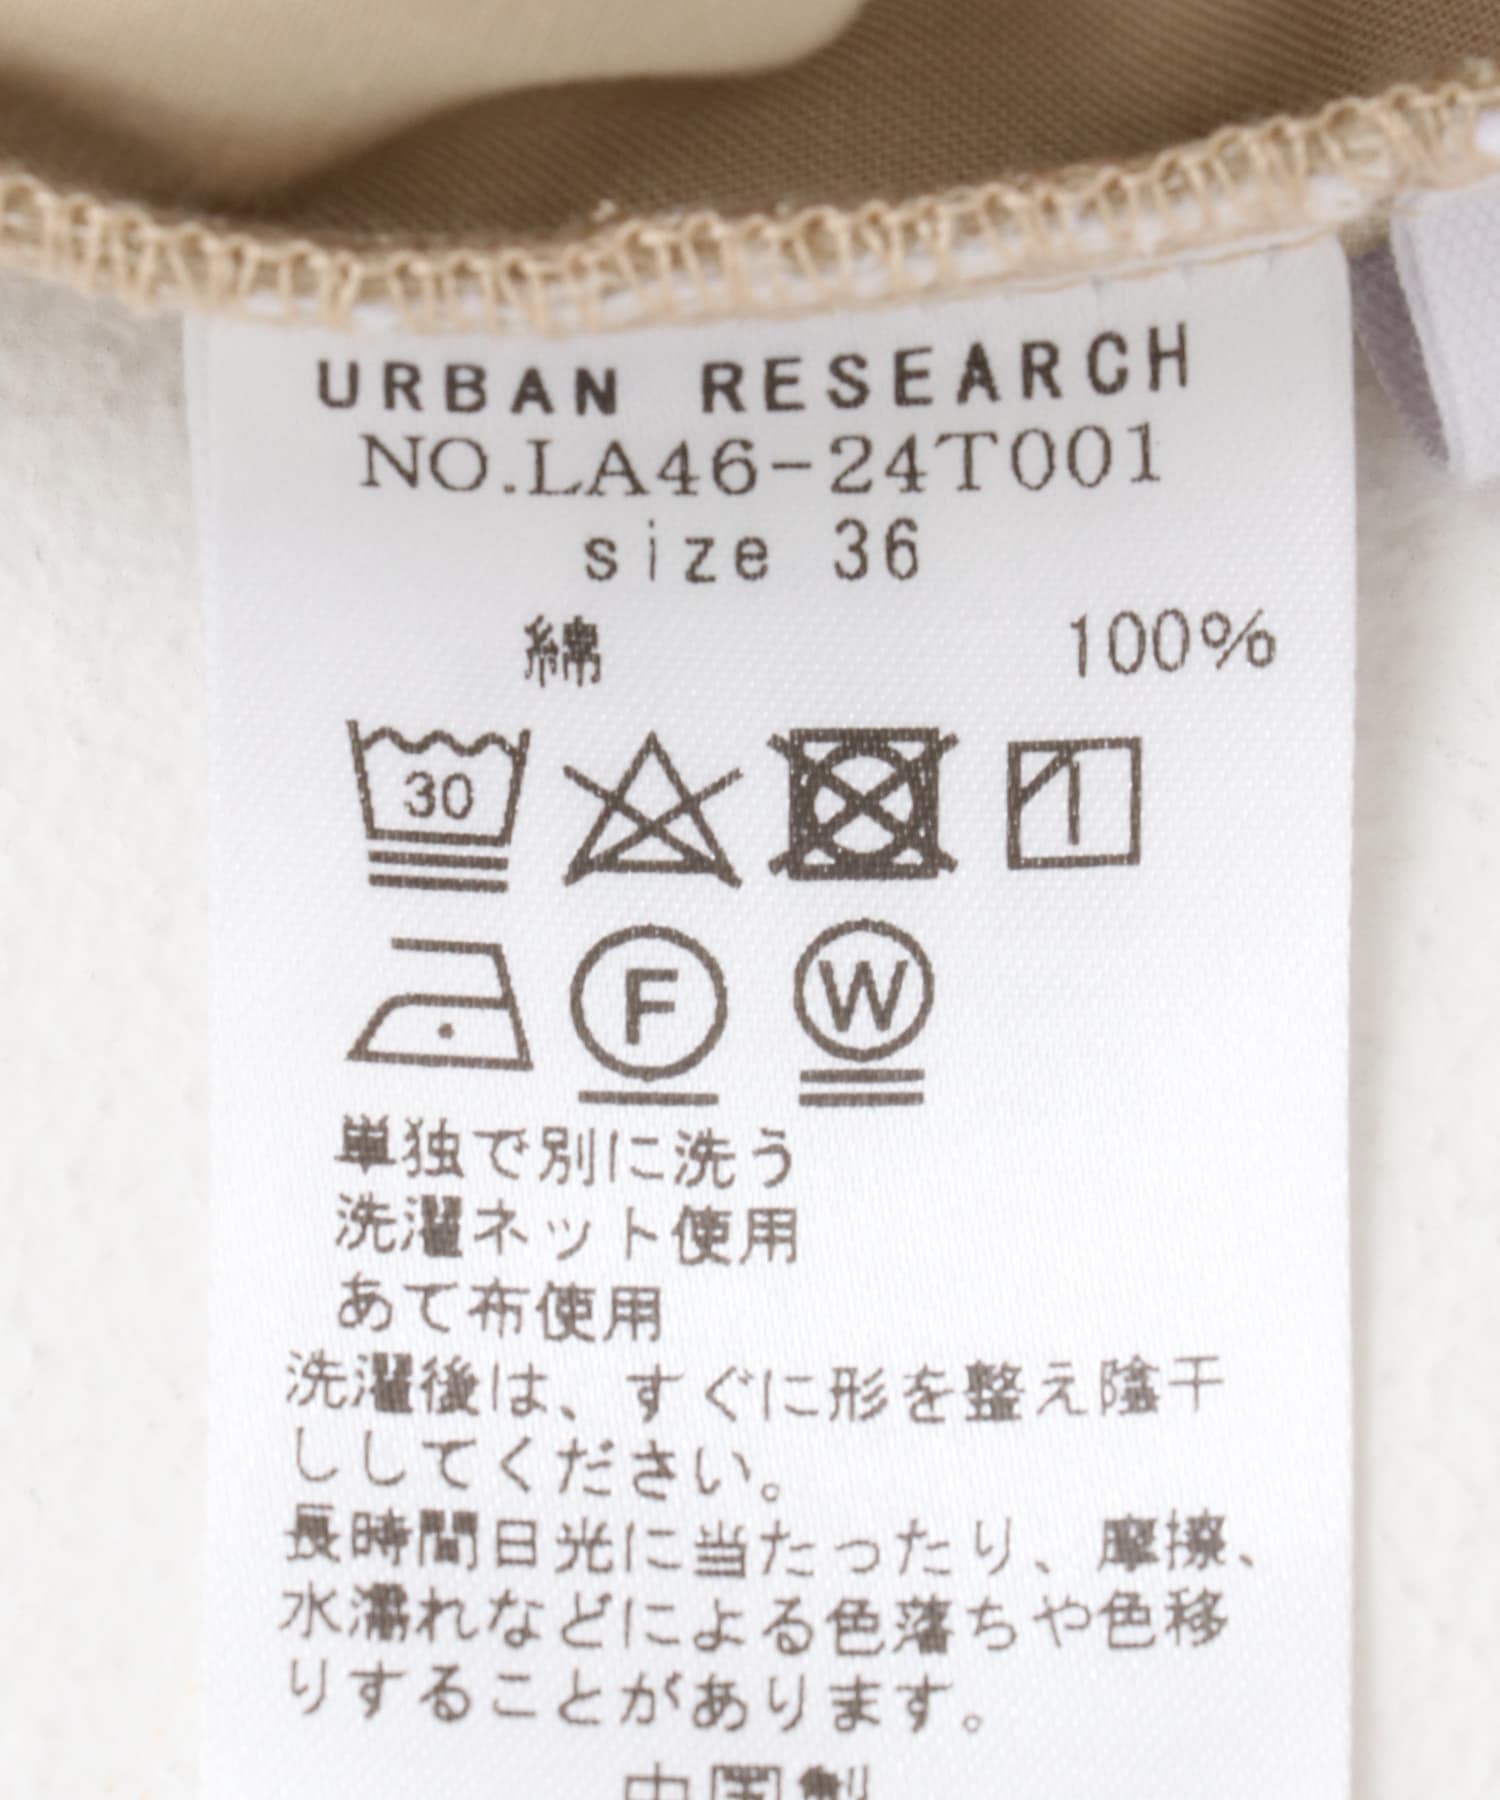 URBAN RESEARCH
NO.LA46-24T001
size 36
綿 100%
30
F W
単独で別に洗う
洗濯ネット使用
あて布使用
洗濯後は、すぐに形を整え陰干
ししてください。
長時間日光に当たったり、摩擦、
水濡れなどによる色落ちや色移
りすることがあります。
中国製